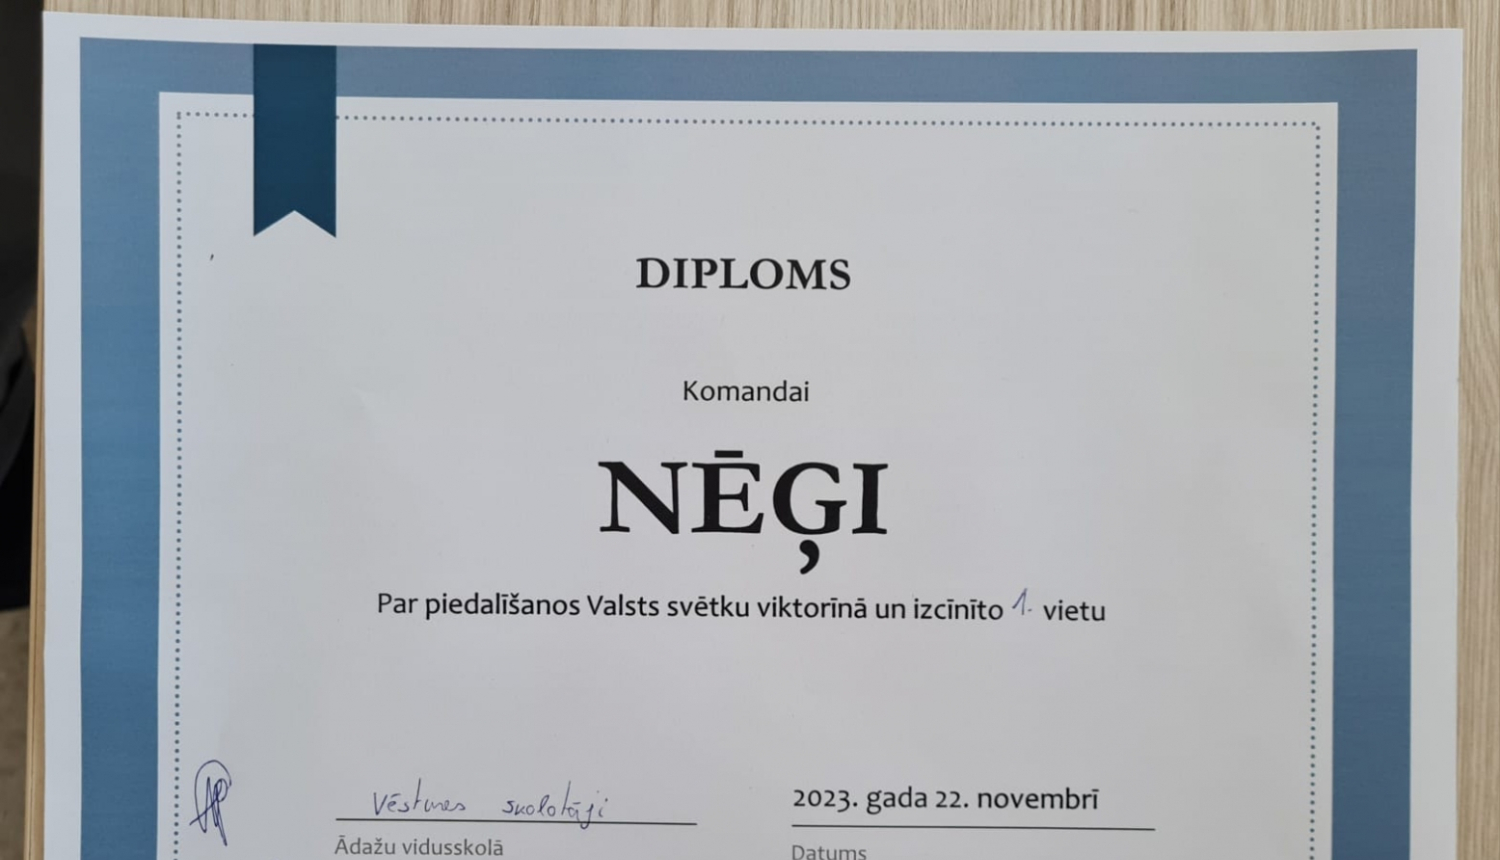 DIPLOMS
Komandai
NĒĢI
Par piedalīšanos Valsts svētku viktorīnā un izcīnīto 1. vietu
Vēstures skolotāji
2023. gada 22. novembrī
Ādažu vidusskolā
Datums